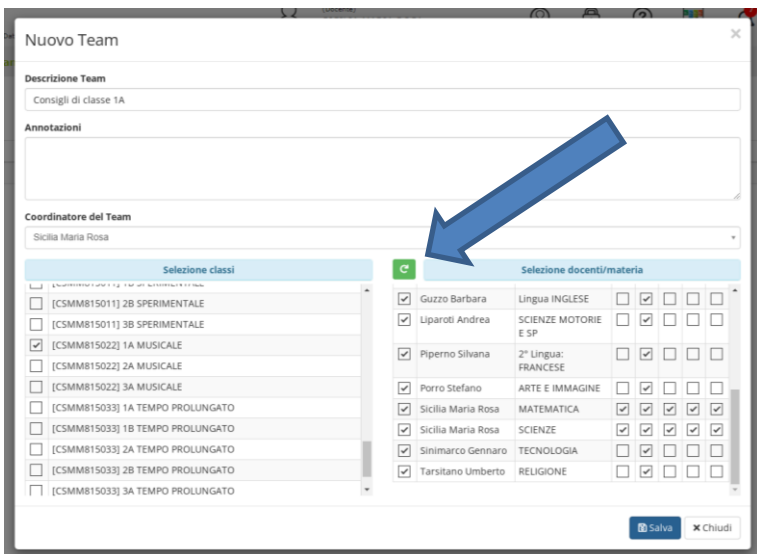 (Docente)
Nuovo Team
×
Descrizione Team
Consigli di classe 1A
Annotazioni
Coordinatore del Team
Sicilia Maria Rosa
Selezione classi
[CSMM815022] 1A MUSICALE
[CSMM815011] 2B SPERIMENTALE
[CSMM815011] 3B SPERIMENTALE
[CSMM815022] 2A MUSICALE
[CSMM815022] 3A MUSICALE
[CSMM815033] 1A TEMPO PROLUNGATO
[CSMM815033] 1B TEMPO PROLUNGATO
[CSMM815033] 2A TEMPO PROLUNGATO
[CSMM815033] 2B TEMPO PROLUNGATO
[CSMM815033] 3A TEMPO PROLUNGATO
Selezione docenti/materia
Guzzo Barbara Lingua INGLESE
Liparoti Andrea SCIENZE MOTORIE
E SP
Piperno Silvana 2° Lingua:
FRANCESE
Porro Stefano ARTE E IMMAGINE
Sicilia Maria Rosa MATEMATICA
Sicilia Maria Rosa SCIENZE
Sinimarco Gennaro TECNOLOGIA
Tarsitano Umberto RELIGIONE
Salva
× Chiudi